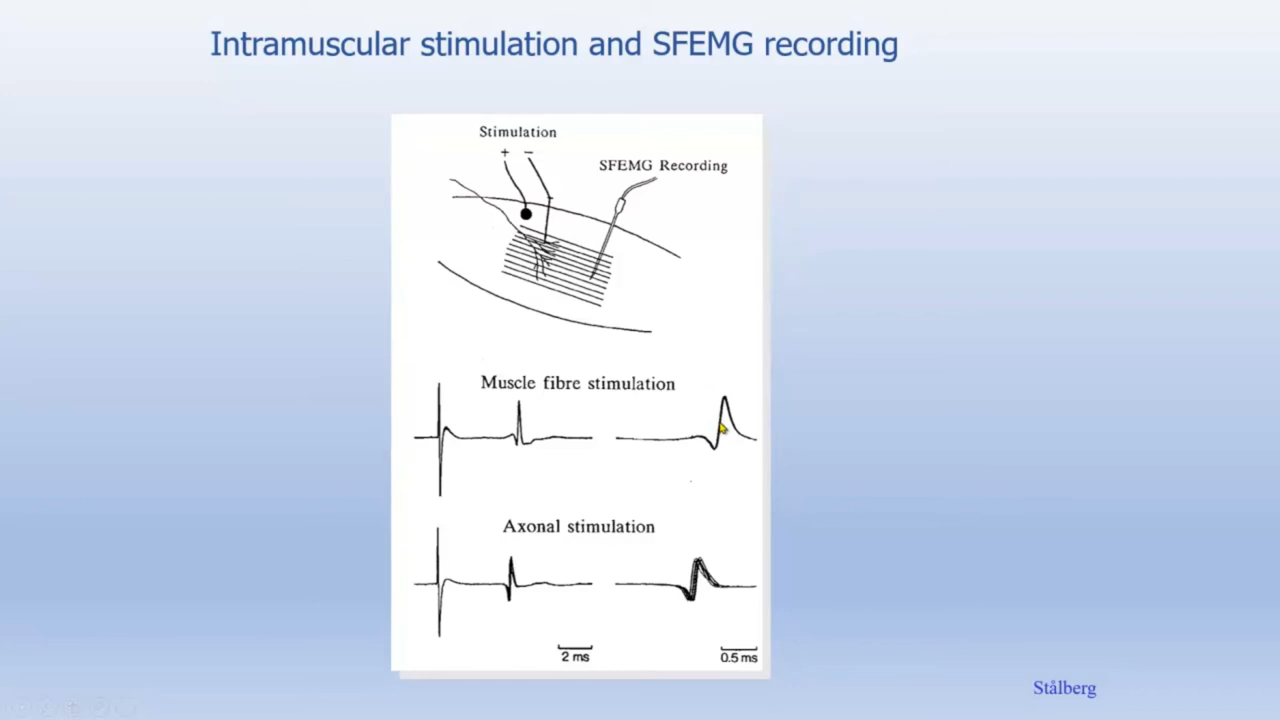 Intramuscular stimulation and SFEMG recording
Stimulation
+ −
SFEMG Recording
Muscle fibre stimulation
Axonal stimulation
2 ms
0.5 ms
Stålberg